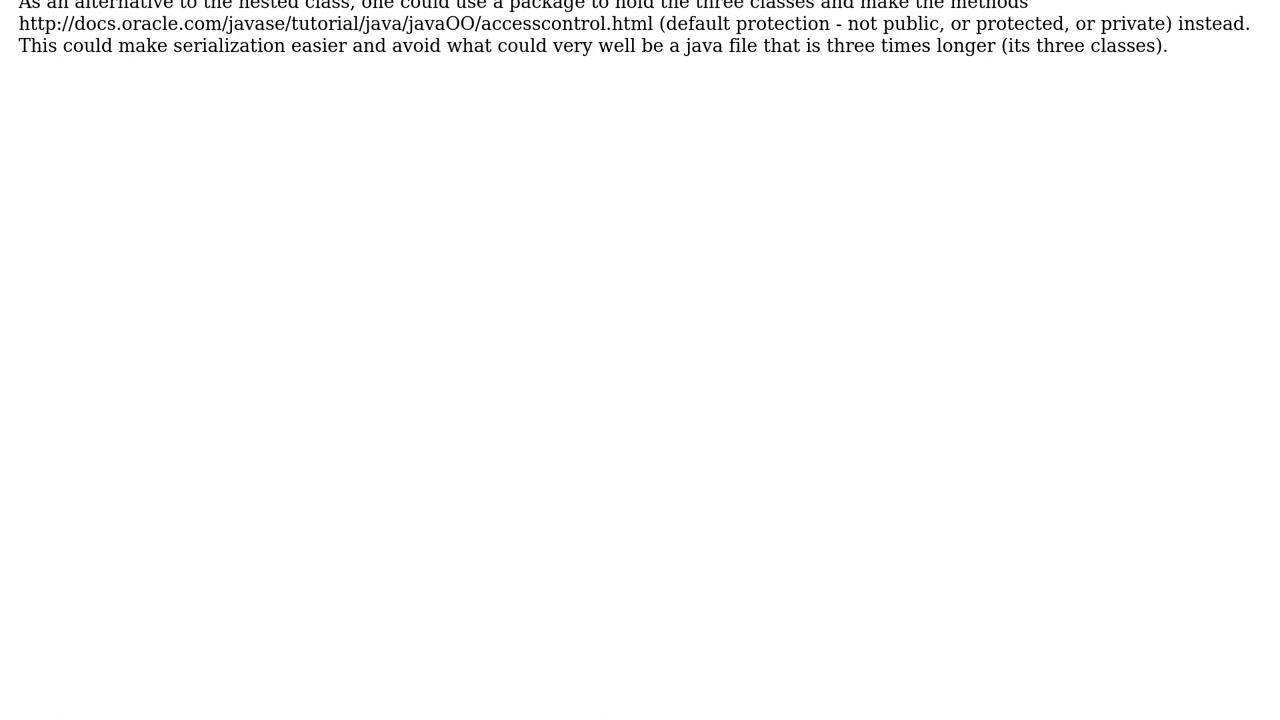 As an alternative to the nested class, one could use a package to hold the three classes and make the methods
http://docs.oracle.com/javase/tutorial/java/javaOO/accesscontrol.html (default protection - not public, or protected, or private) instead.
This could make serialization easier and avoid what could very well be a java file that is three times longer (its three classes).